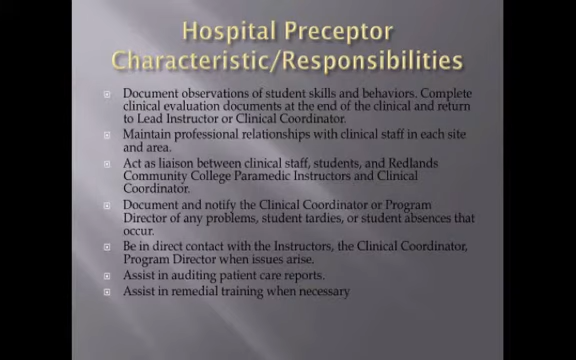 Hospital Preceptor
Characteristic/Responsibilities
Document observations of student skills and behaviors. Complete
clinical evaluation documents at the end of the clinical and return
to Lead Instructor or Clinical Coordinator.
Maintain professional relationships with clinical staff in each site
and area.
Act as liaison between clinical staff, students, and Redlands
Community College Paramedic Instructors and Clinical
Coordinator.
Document and notify the Clinical Coordinator or Program
Director of any problems, student tardies, or student absences that
occur.
Be in direct contact with the Instructors, the Clinical Coordinator,
Program Director when issues arise.
Assist in auditing patient care reports.
Assist in remedial training when necessary